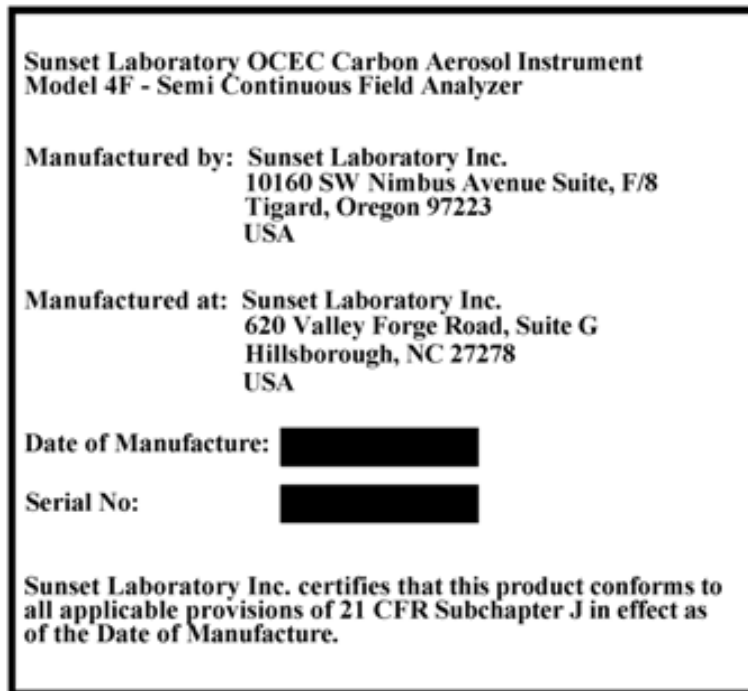 Sunset Laboratory OCEC Carbon Aerosol Instrument
Model 4F - Semi Continuous Field Analyzer
Manufactured by: Sunset Laboratory Inc.
10160 SW Nimbus Avenue Suite, F/8
Tigard, Oregon 97223
USA
Manufactured at: Sunset Laboratory Inc.
620 Valley Forge Road, Suite G
Hillsborough, NC 27278
USA
Date of Manufacture:
Serial No:
Sunset Laboratory Inc. certifies that this product conforms to
all applicable provisions of 21 CFR Subchapter J in effect as
of the Date of Manufacture.